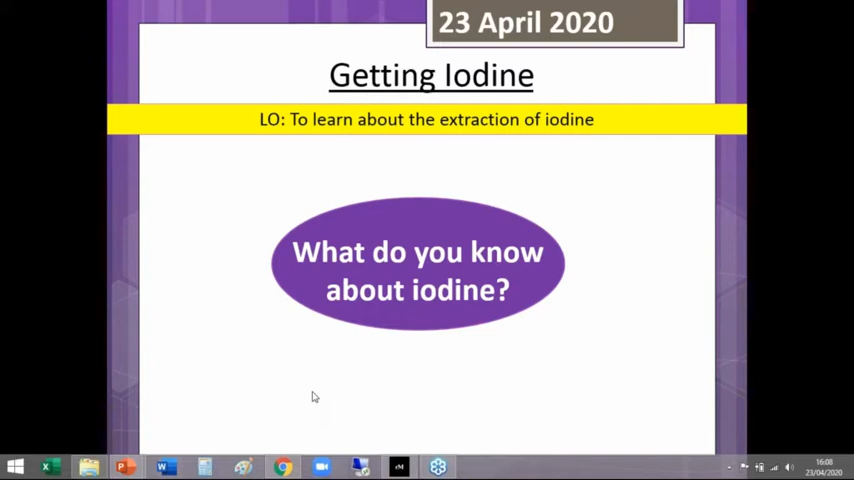 23 April 2020
Getting Iodine
LO: To learn about the extraction of iodine
What do you know
about iodine?
16:08
23/04/2020